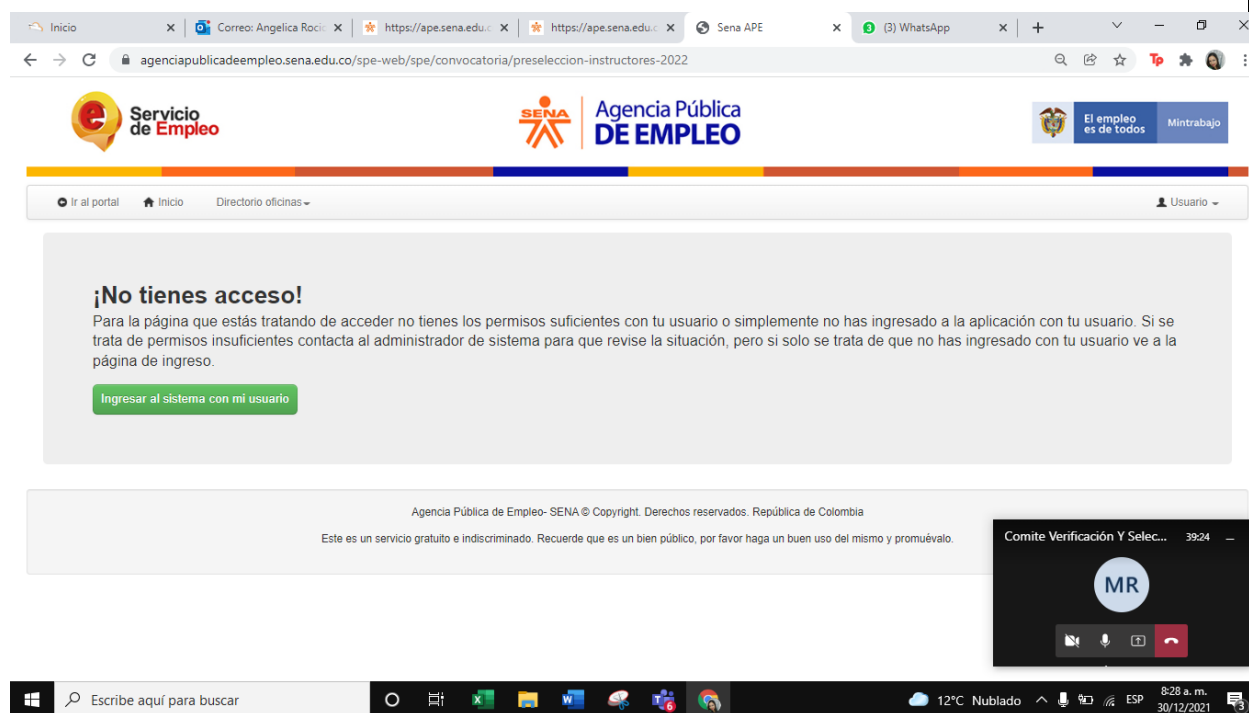 Inicio
Correo: Angelica Rocio
https://ape.sena.edu.c
https://ape.sena.edu.c
Sena APE
(3) WhatsApp
agenciapublicadeempleo.sena.edu.co/spe-web/spe/convocatoria/preseleccion-instructores-2022
Tp
Servicio
de Empleo
SENA
Agencia Pública
DE EMPLEO
El empleo
es de todos
Mintrabajo
Ir al portal
Inicio
Directorio oficinas
Usuario
¡No tienes acceso!
Para la página que estás tratando de acceder no tienes los permisos suficientes con tu usuario o simplemente no has ingresado a la aplicación con tu usuario. Si se
trata de permisos insuficientes contacta al administrador de sistema para que revise la situación, pero si solo se trata de que no has ingresado con tu usuario ve a la
página de ingreso.
Ingresar al sistema con mi usuario
Agencia Pública de Empleo- SENA © Copyright. Derechos reservados. República de Colombia
Este es un servicio gratuito e indiscriminado. Recuerde que es un bien público, por favor haga un buen uso del mismo y promuévalo.
Comite Verificación Y Selec...
39:24
MR
Escribe aquí para buscar
6
12°C Nublado
ESP
8:28 a. m.
30/12/2021
3